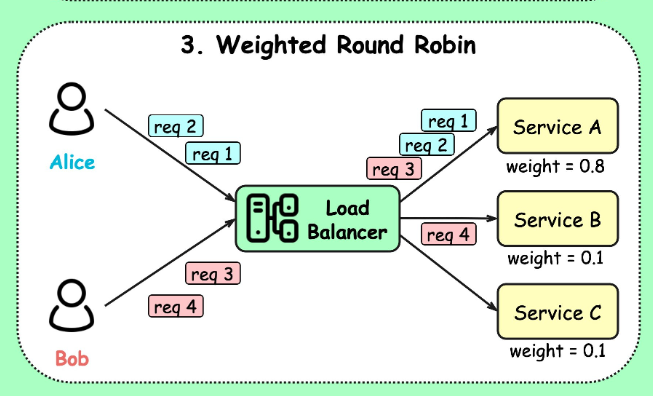 3. Weighted Round Robin
Alice
req 2
req 1
Bob
req 3
req 4
Load
Balancer
req 1
req 2
req 3
req 4
Service A
weight = 0.8
Service B
weight = 0.1
Service C
weight = 0.1